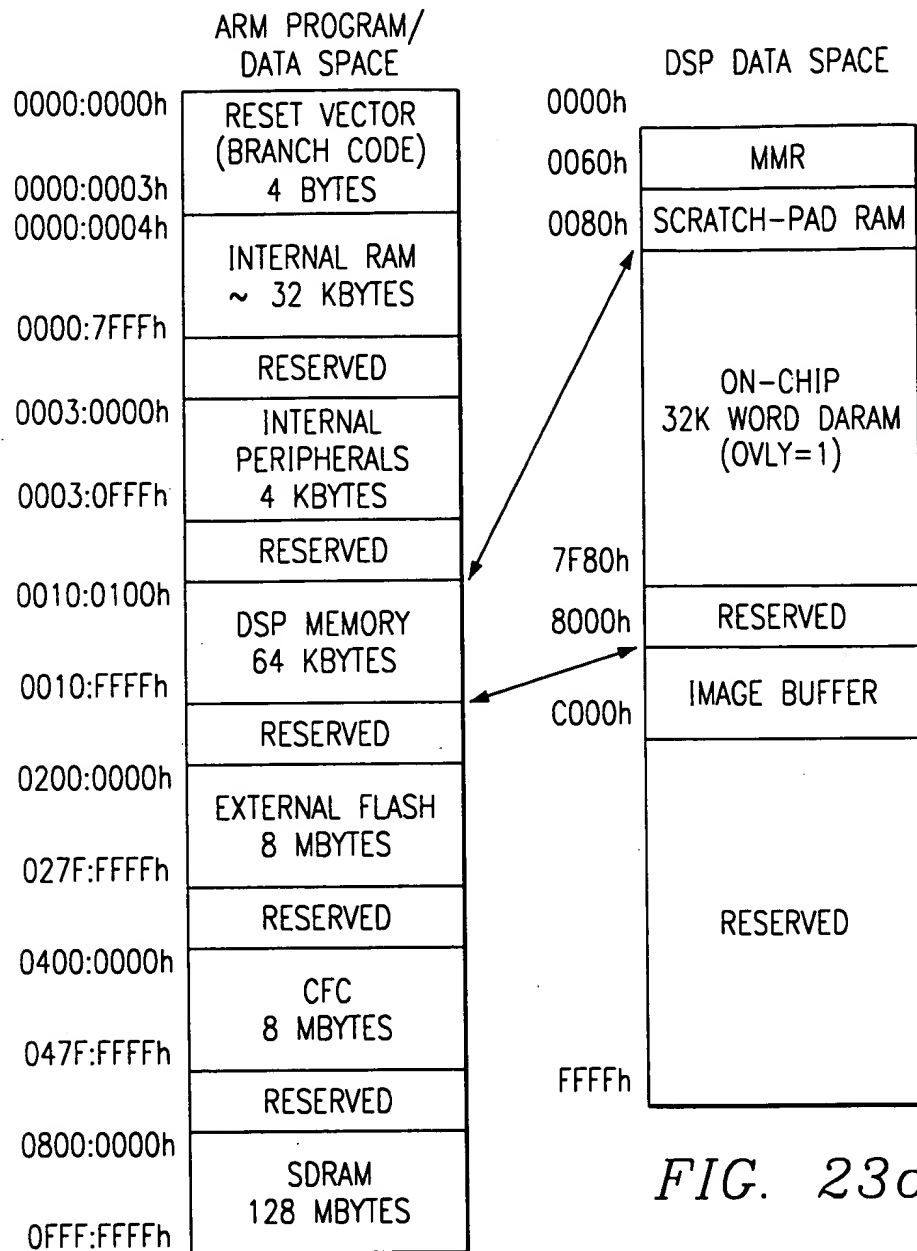 ARM PROGRAM/
DATA SPACE
0000:0000h
RESET VECTOR
(BRANCH CODE)
0000:0003h
4 BYTES
0000:0004h
INTERNAL RAM
~ 32 KBYTES
0000:7FFFh
RESERVED
0003:0000h
INTERNAL
PERIPHERALS
0003:0FFFh
4 KBYTES
RESERVED
0010:0100h
DSP MEMORY
64 KBYTES
0010:FFFFh
RESERVED
0200:0000h
EXTERNAL FLASH
8 MBYTES
027F:FFFFh
RESERVED
0400:0000h
CFC
8 MBYTES
047F:FFFFh
RESERVED
0800:0000h
SDRAM
128 MBYTES
0FFF:FFFFh
DSP DATA SPACE
0000h
MMR
0060h
SCRATCH-PAD RAM
0080h
ON-CHIP
32K WORD DARAM
(OVLY=1)
7F80h
RESERVED
8000h
IMAGE BUFFER
C000h
RESERVED
FFFFh
FIG. 23c